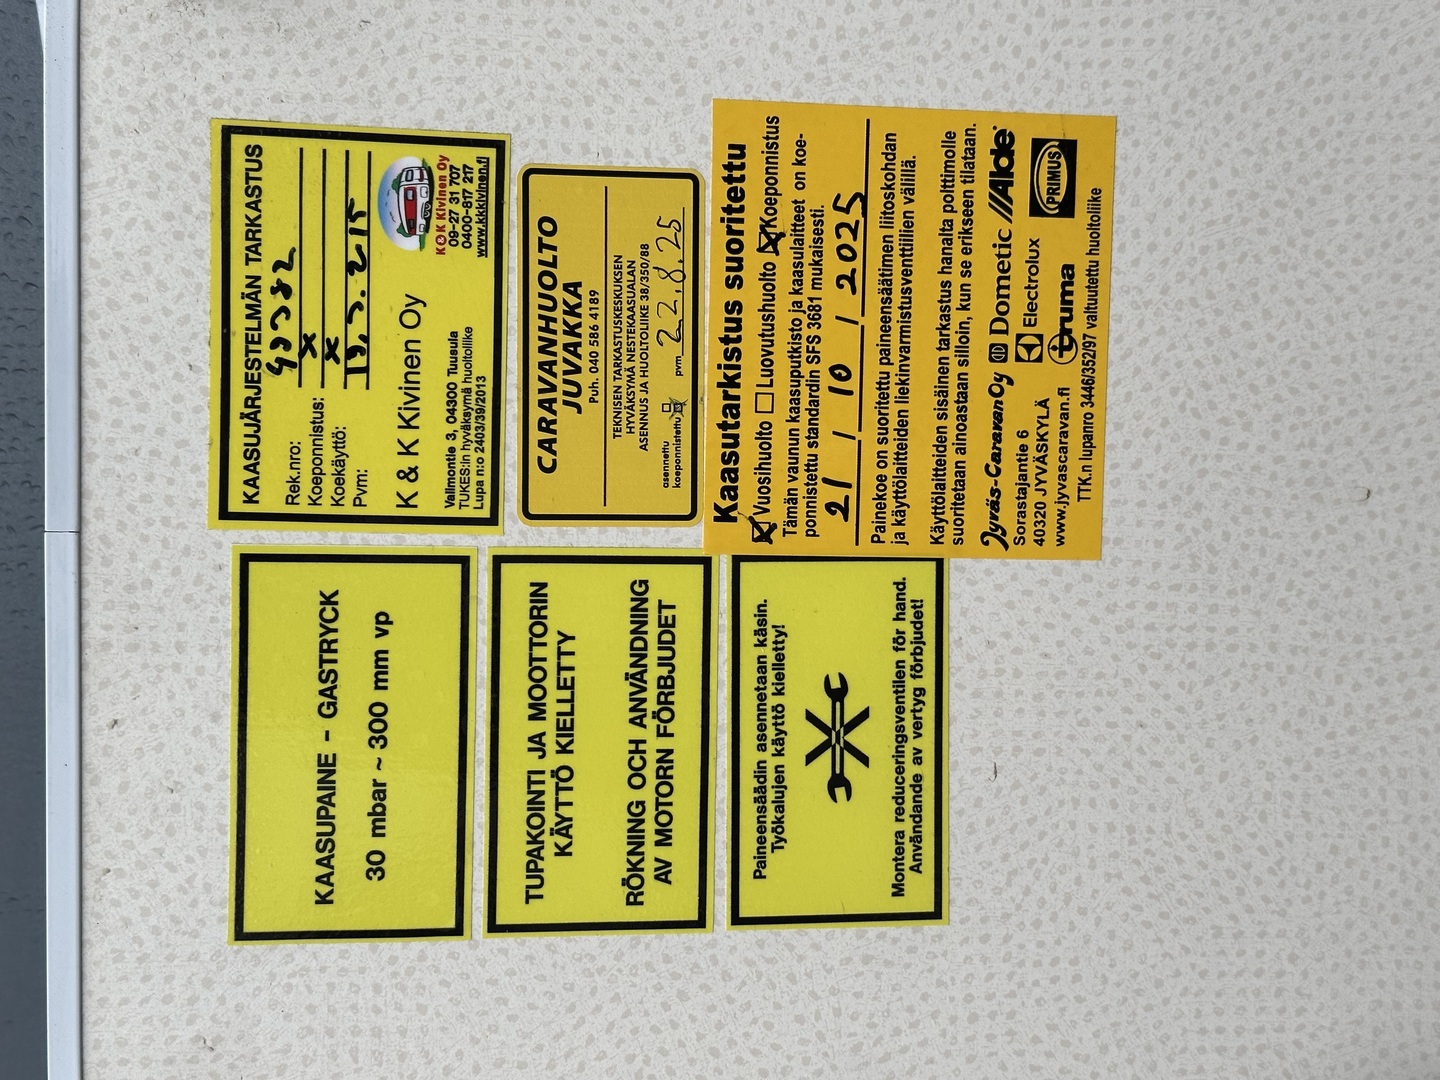 KAASUJÄRJESTELMÄN TARKASTUS
Rek.nro:
Koeponnistus: X
Koekäyttö: X
Pvm:
K & K Kivinen Oy
Vallmontie 3, 04300 Tuusula
TUKES:in hyväksymä huoltoliike
Lupa n:o 2403/39/2013
K&K Kivinen Oy
09-27 31 707
0400-817 217
www.kkkivinen.fi
CARAVANHUOLTO
JUVAKKA
Puh. 040 586 4189
TEKNISEN TARKASTUSKESKUKSEN
HYVÄKSYMÄ NESTEKAASUALAN
ASENNUS JA HUOLTOLIIKE 38/350/88
asennettu
koeponnistettu pvm 22.8.25
Kaasutarkistus suoritettu
Vuosihuolto Luovutushuolto Koeponnistus
Tämän vaunun kaasuputkisto ja kaasulaitteet on koe-
ponnistettu standardin SFS 3681 mukaisesti.
21 / 10 / 2025
Painekoe on suoritettu paineensäätimen liitoskohdan
ja käyttölaitteiden liekinvarmistusventtiilien välillä.
Käyttölaitteiden sisäinen tarkastus hanalta polttimolle
suoritetaan ainoastaan silloin, kun se erikseen tilataan.
Jyväs-Caravan Oy Dometic Alde
Sorastajantie 6 Electrolux PRIMUS
40320 JYVÄSKYLÄ
www.jyvascaravan.fi truma
TTK.n lupanro 3446/352/97 valtuutettu huoltoliike
KAASUPAINE - GASTRYCK
30 mbar ~ 300 mm vp
TUPAKOINTI JA MOOTTORIN
KÄYTTÖ KIELLETTY
RÖKNING OCH ANVÄNDNING
AV MOTORN FÖRBJUDET
Paineensäädin asennetaan käsin.
Työkalujen käyttö kielletty!
Montera reduceringsventilen för hand.
Användande av vertyg förbjudet!